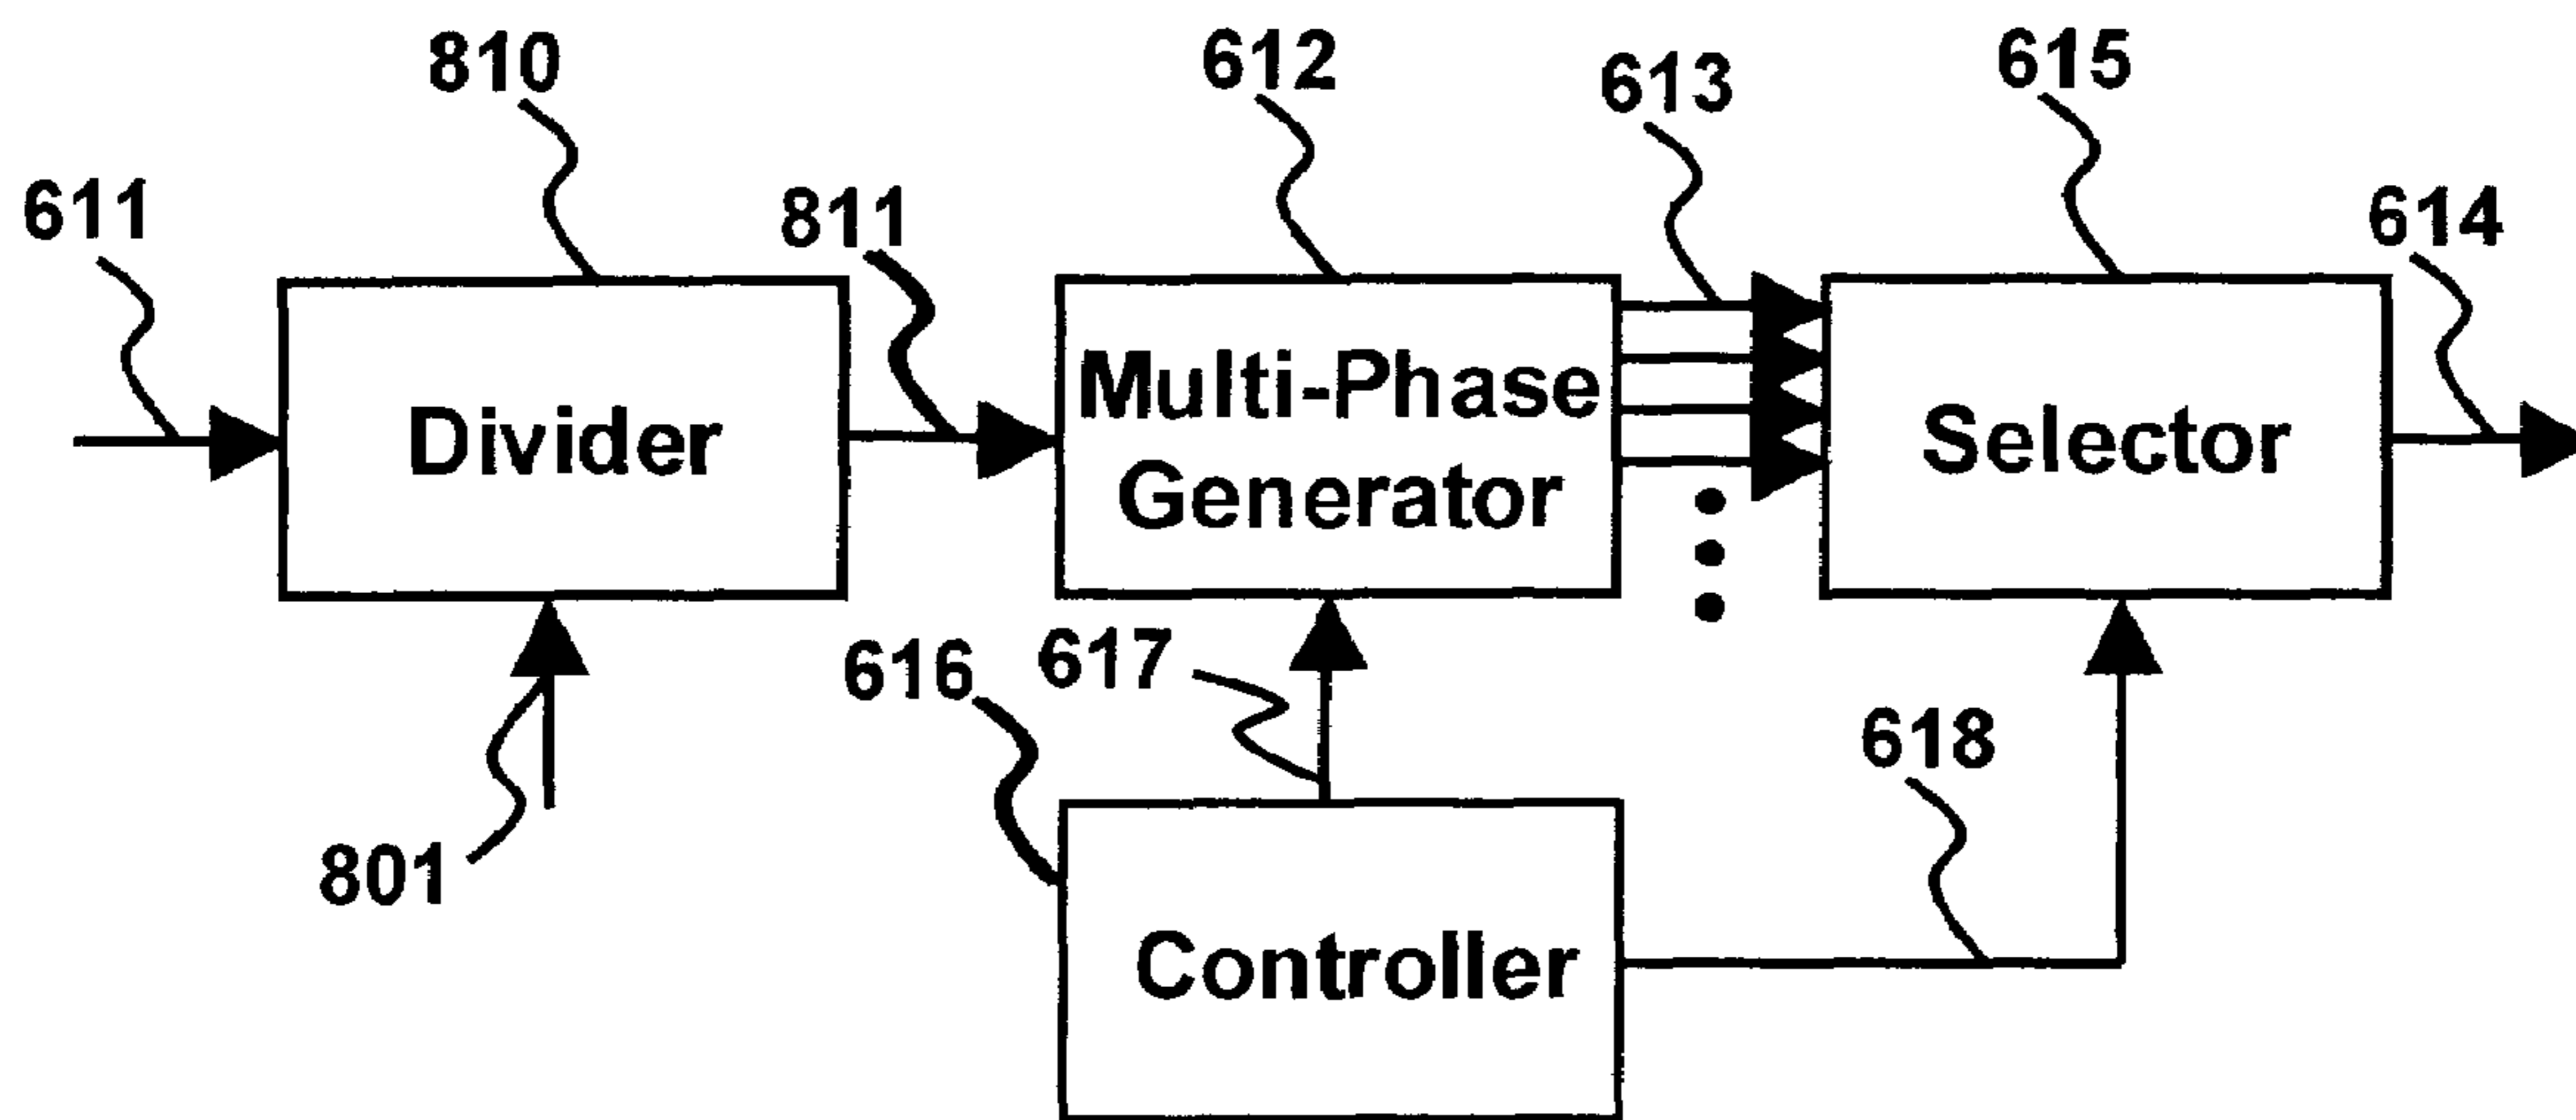 810
612
613
615
611
811
614
Divider
Multi-Phase
Generator
Selector
616
617
618
801
Controller